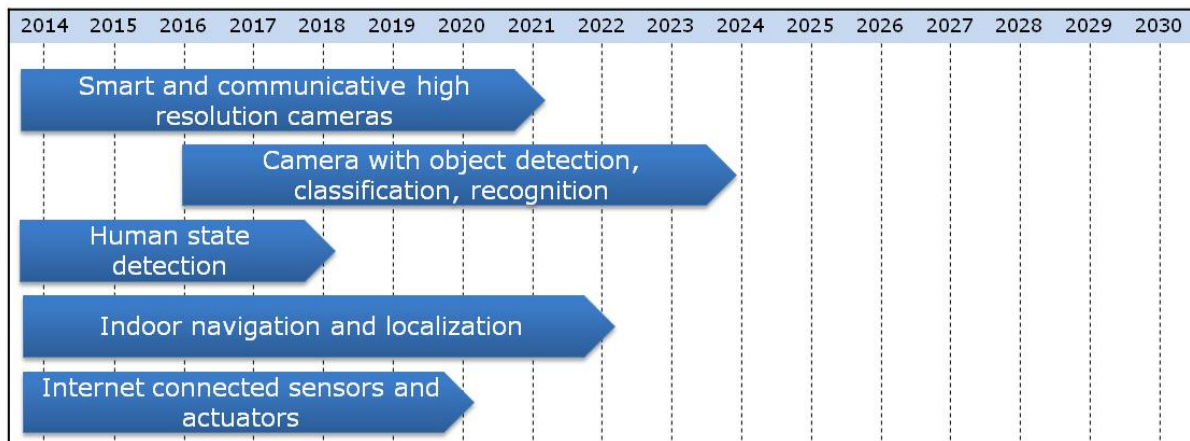 2014 2015 2016 2017 2018 2019 2020 2021 2022 2023 2024 2025 2026 2027 2028 2029 2030
Smart and communicative high
resolution cameras
Camera with object detection,
classification, recognition
Human state
detection
Indoor navigation and localization
Internet connected sensors and
actuators